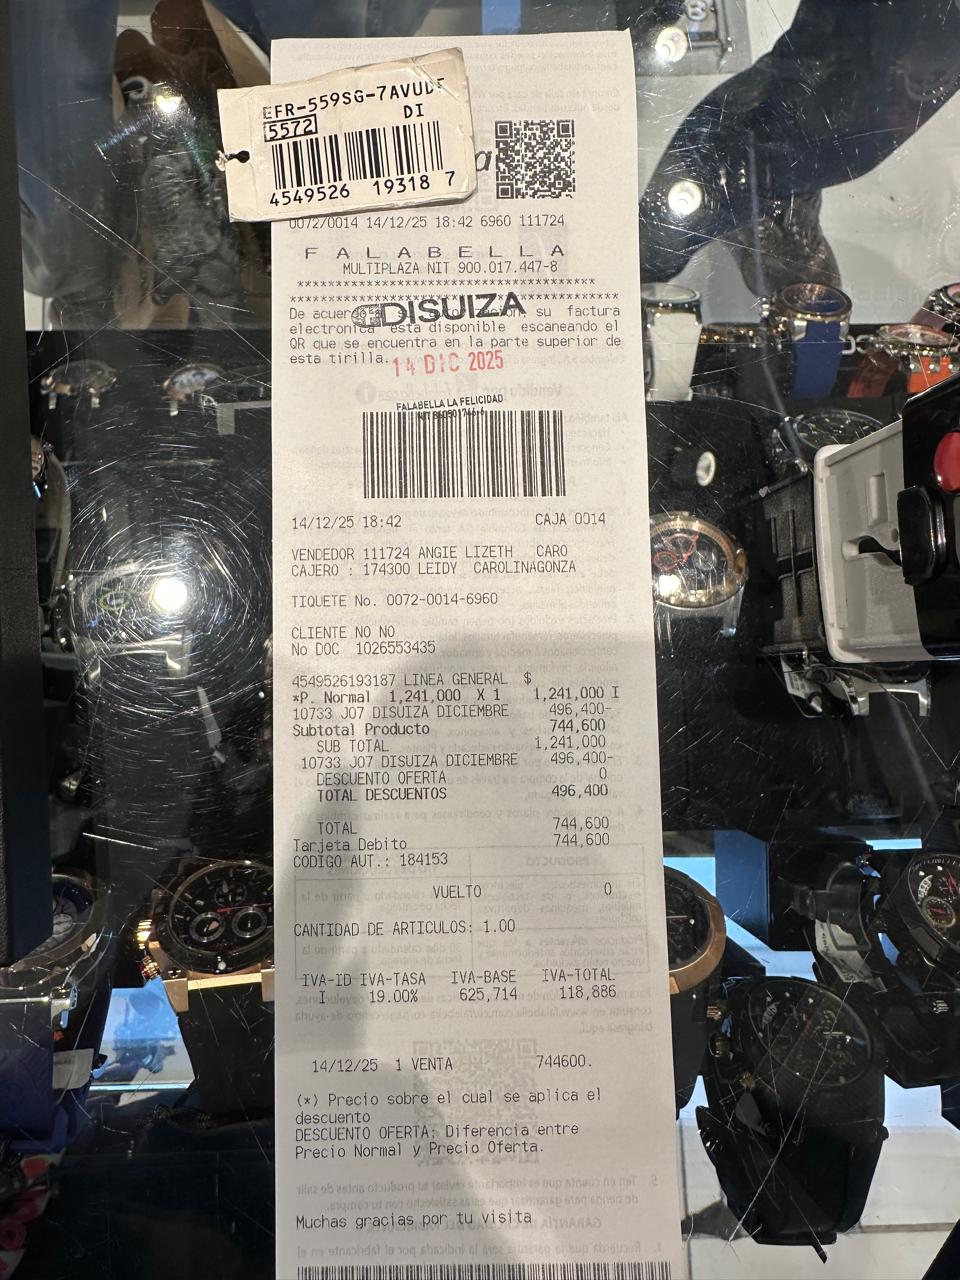 EFR-559SG-7AVUDF
5572 DI
4549526 19318 7
a
0072/0014 14/12/25 18:42 6960 111724
F A L A B E L L A
MULTIPLAZA NIT 900.017.447-8
****************************************
****************************************
De acuerdo a su factura
electronica esta disponible escaneando el
QR que se encuentra en la parte superior de
esta tirilla.
DISUIZA
14 DIC 2025
FALABELLA LA FELICIDAD
14/12/25 18:42 CAJA 0014
VENDEDOR 111724 ANGIE LIZETH CARO
CAJERO : 174300 LEIDY CAROLINAGONZA
TIQUETE No. 0072-0014-6960
CLIENTE NO NO
No DOC 1026553435
4549526193187 LINEA GENERAL $
*P. Normal 1,241,000 X 1 1,241,000 I
10733 J07 DISUIZA DICIEMBRE 496,400-
Subtotal Producto 744,600
SUB TOTAL 1,241,000
10733 J07 DISUIZA DICIEMBRE 496,400-
DESCUENTO OFERTA 0
TOTAL DESCUENTOS 496,400
TOTAL 744,600
Tarjeta Debito 744,600
CODIGO AUT.: 184153
VUELTO 0
CANTIDAD DE ARTICULOS: 1.00
IVA-ID IVA-TASA IVA-BASE IVA-TOTAL
19.00% 625,714 118,886
14/12/25 1 VENTA 744600.
(*) Precio sobre el cual se aplica el
descuento
DESCUENTO OFERTA: Diferencia entre
Precio Normal y Precio Oferta.
Muchas gracias por tu visita